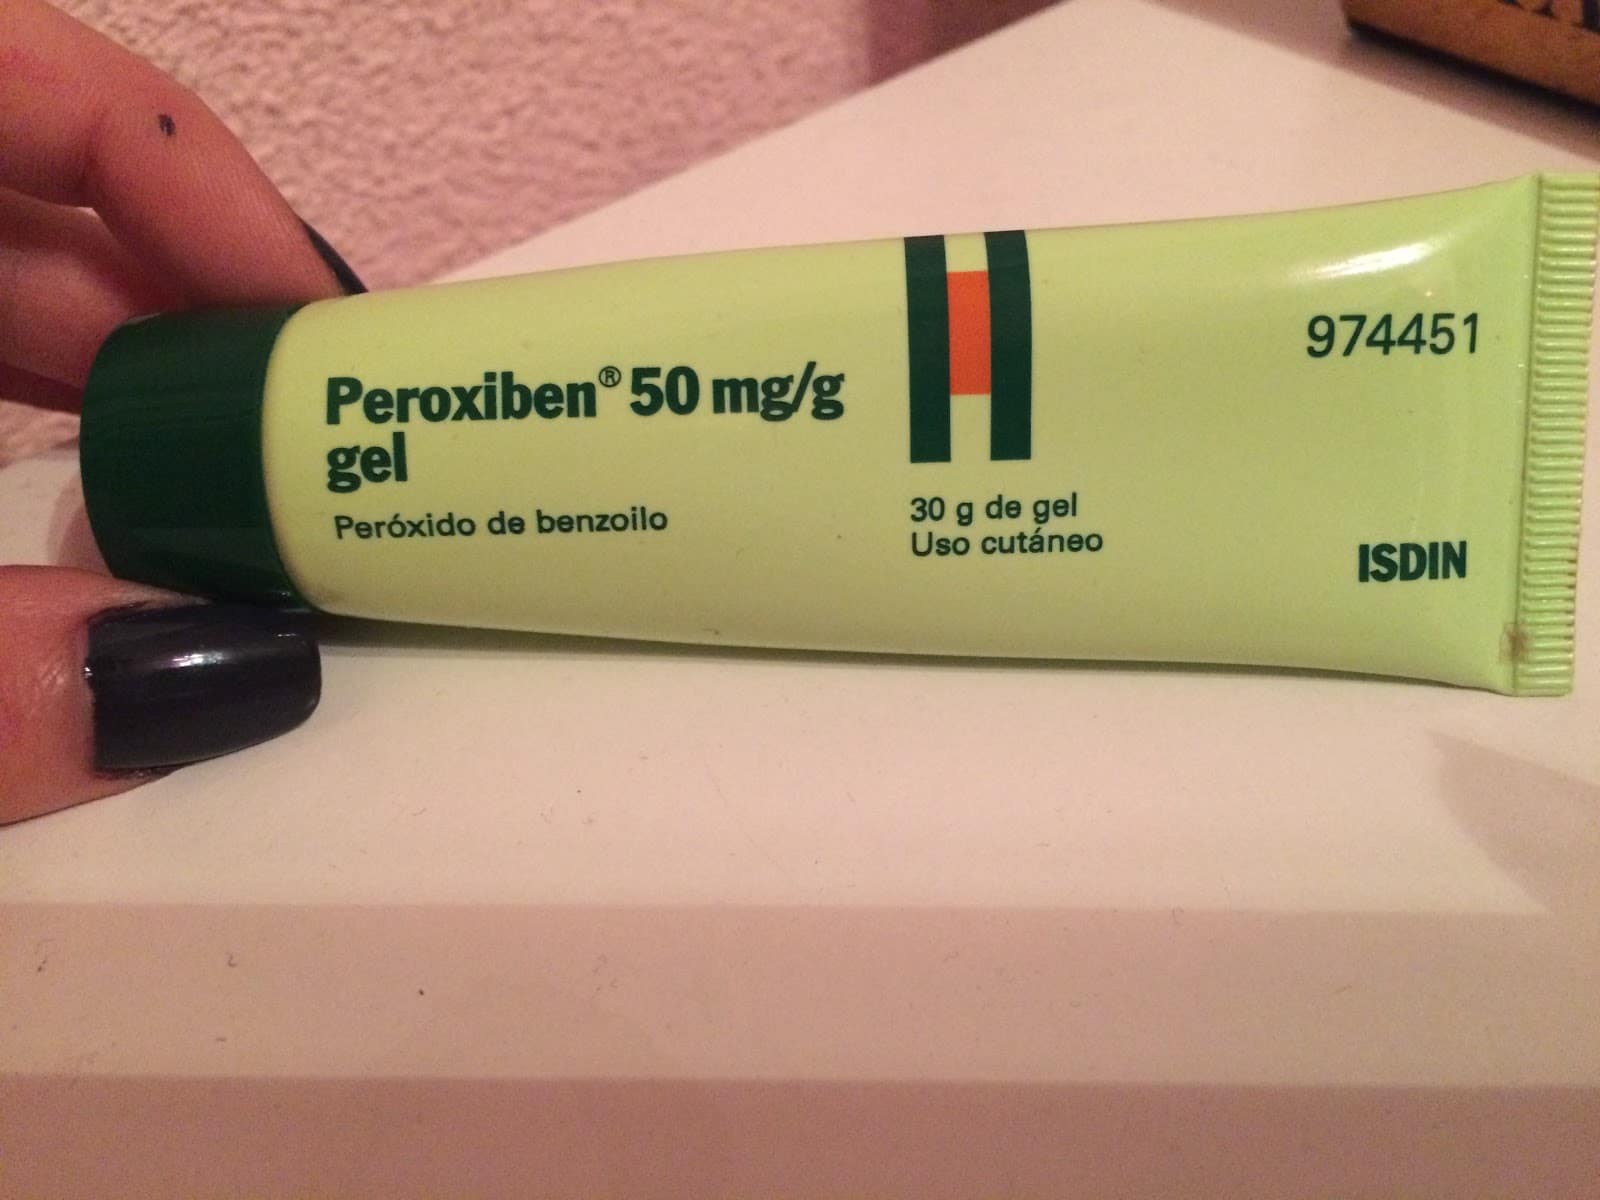 Peroxiben® 50 mg/g
gel
Peróxido de benzoilo
30 g de gel
Uso cutáneo
974451
ISDIN